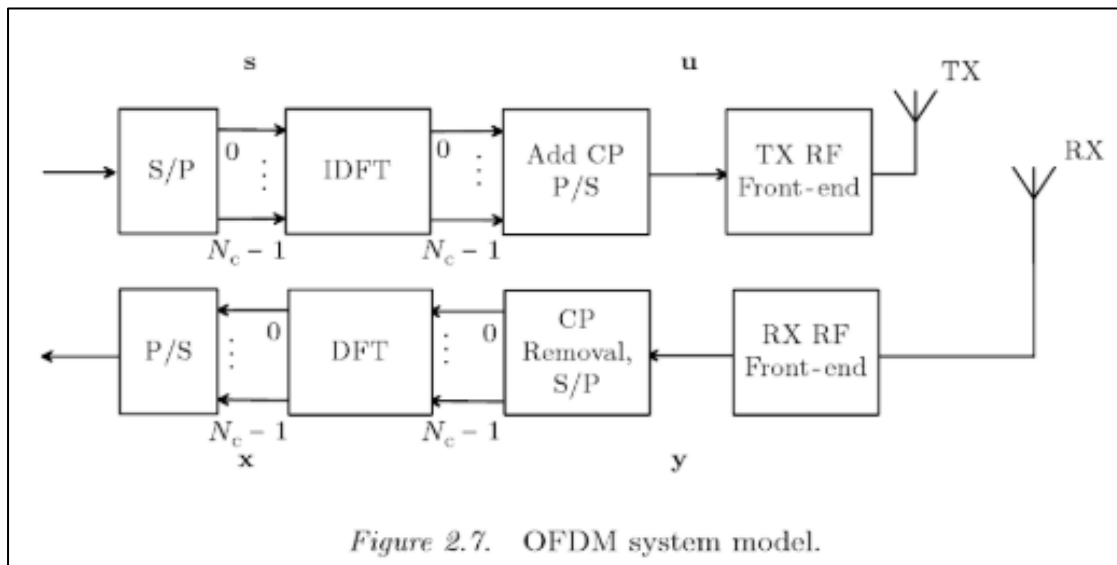 s u
TX
RX
S/P 0 ⋮ N_c − 1 IDFT 0 ⋮ N_c − 1 Add CP P/S TX RF Front-end
P/S 0 ⋮ N_c − 1 DFT 0 ⋮ N_c − 1 CP Removal, S/P RX RF Front-end
x y
Figure 2.7. OFDM system model.